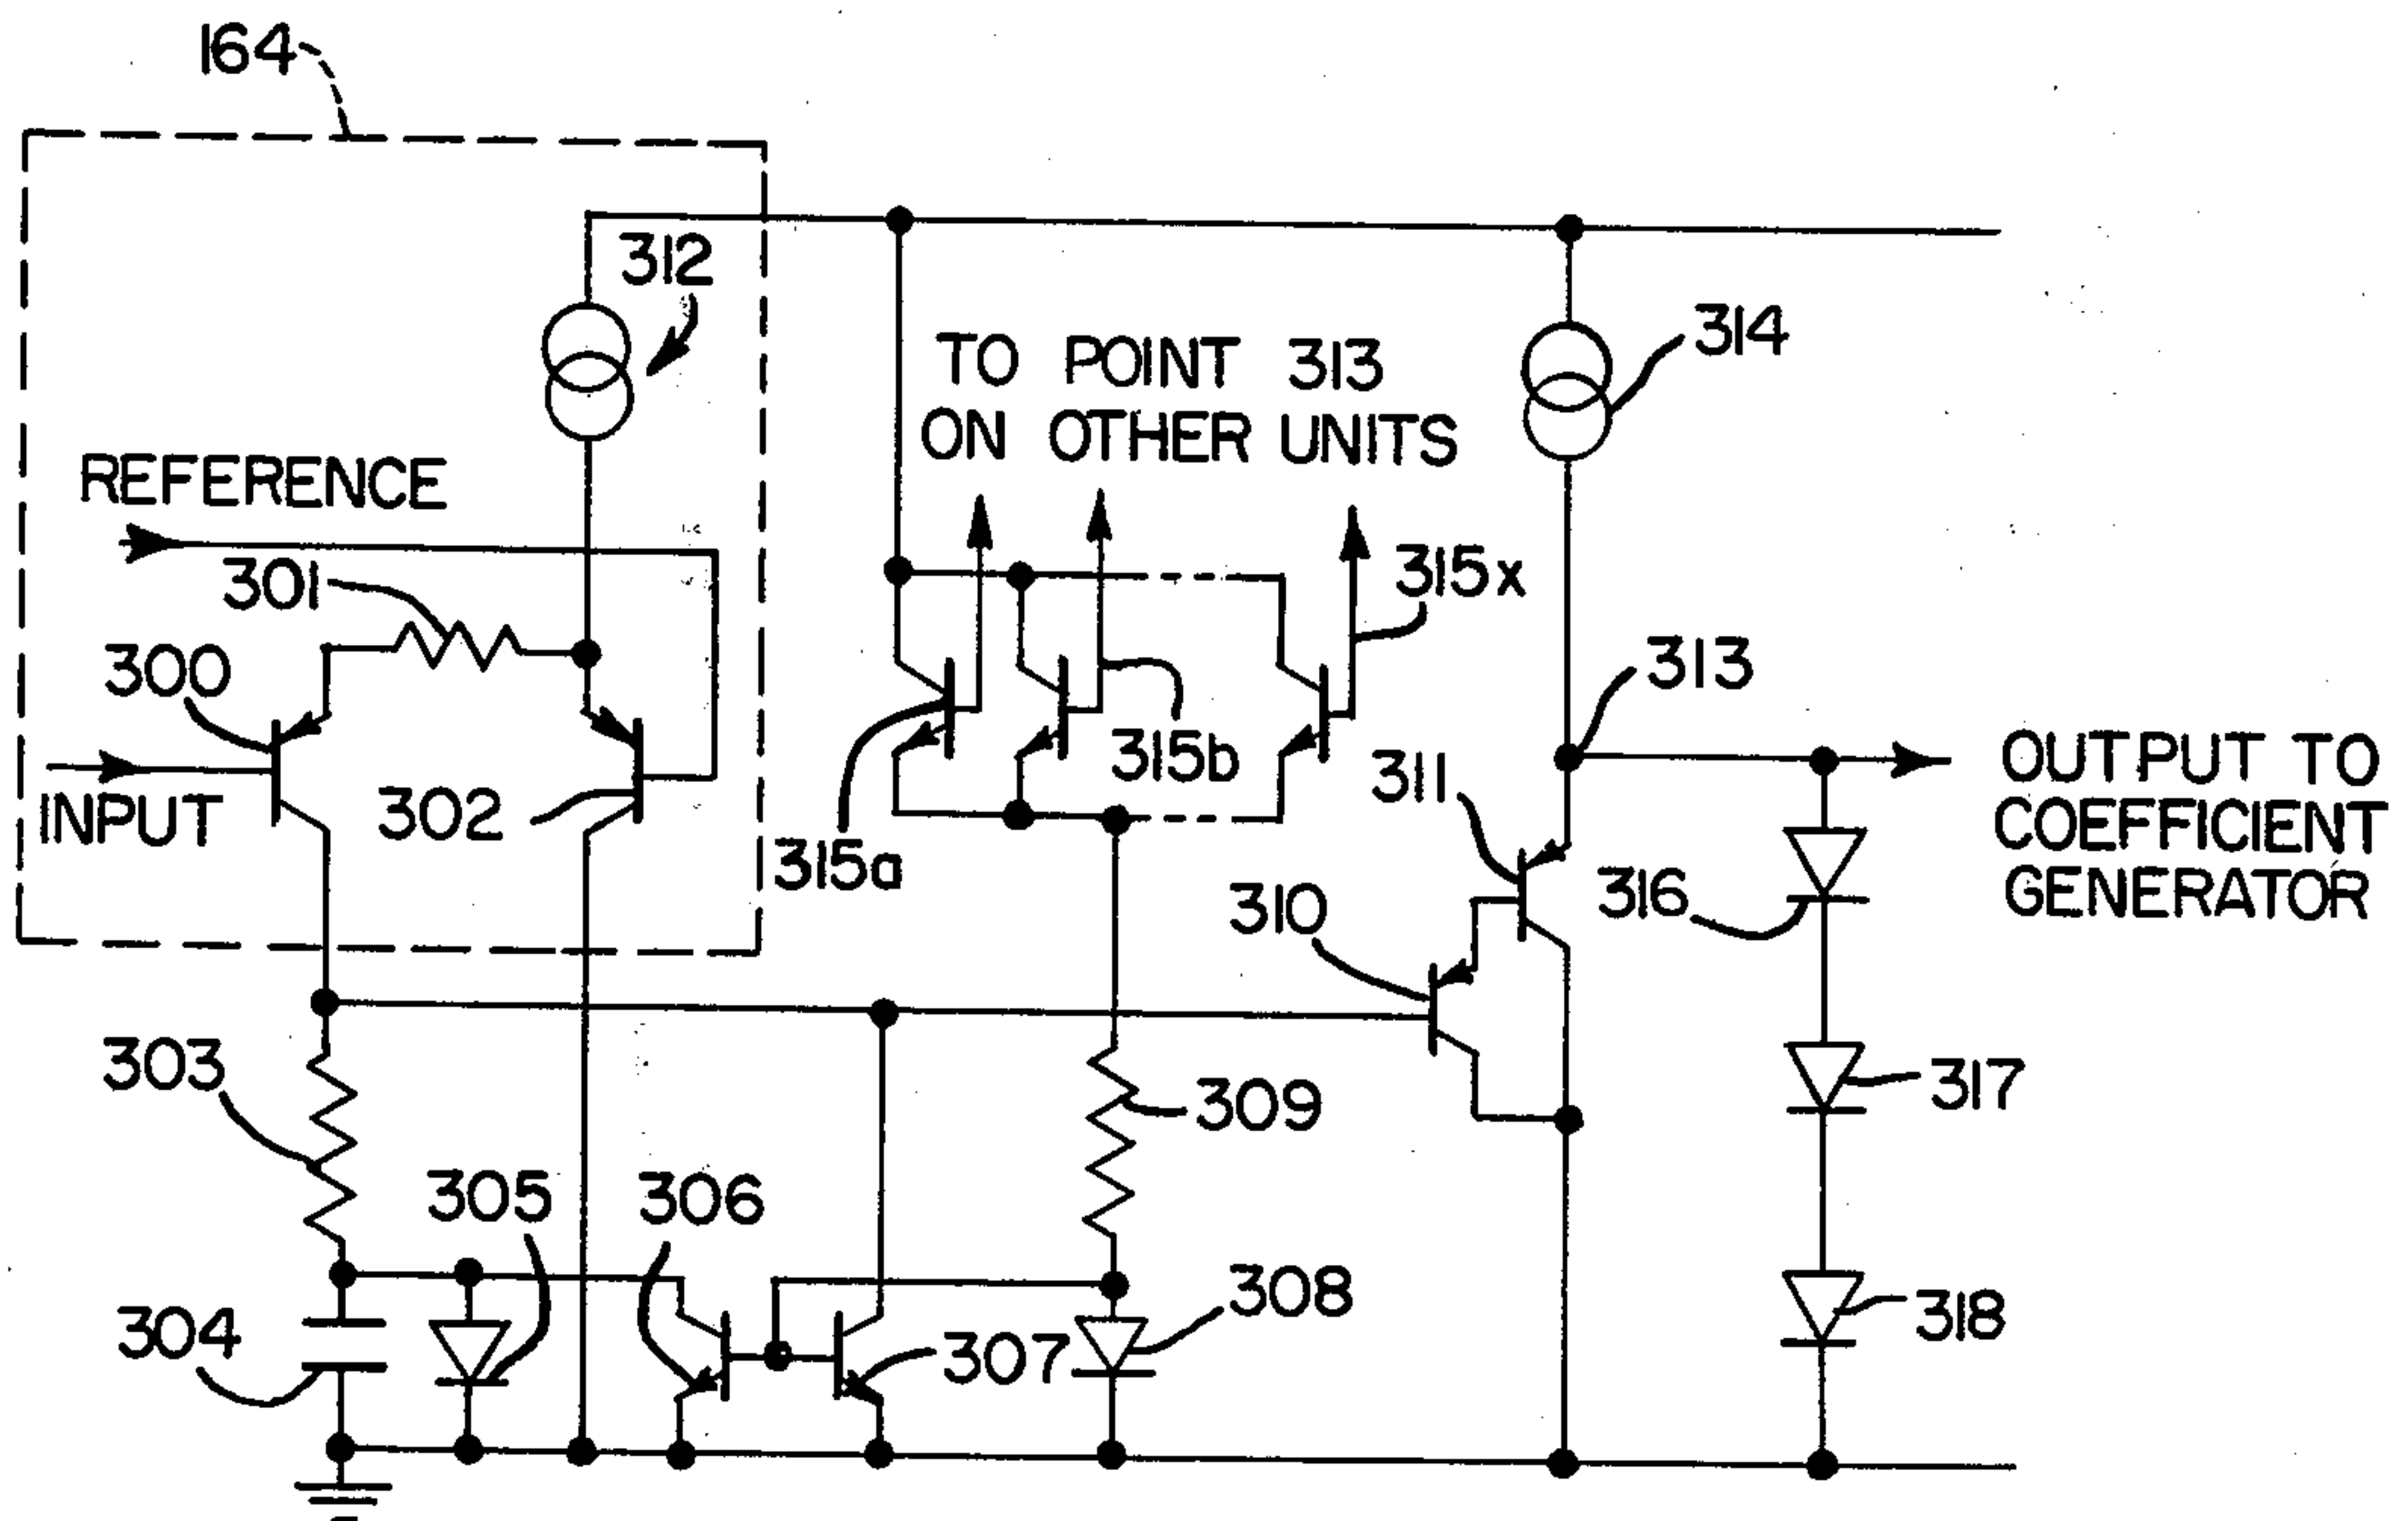 164
312
TO POINT 313
ON OTHER UNITS
314
REFERENCE
301
315x
300
313
315b
311
OUTPUT TO
COEFFICIENT
GENERATOR
INPUT
302
315a
310
316
303
309
317
305
306
308
304
307
318